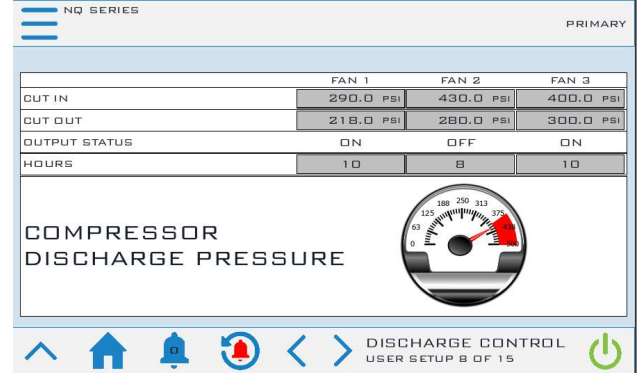 NQ SERIES
PRIMARY
FAN 1 FAN 2 FAN 3
CUT IN 290.0 PSI 430.0 PSI 400.0 PSI
CUT OUT 218.0 PSI 280.0 PSI 300.0 PSI
OUTPUT STATUS ON OFF ON
HOURS 10 8 10
COMPRESSOR
DISCHARGE PRESSURE
0 63 125 188 250 313 375 438 500
0
DISCHARGE CONTROL
USER SETUP 8 OF 15